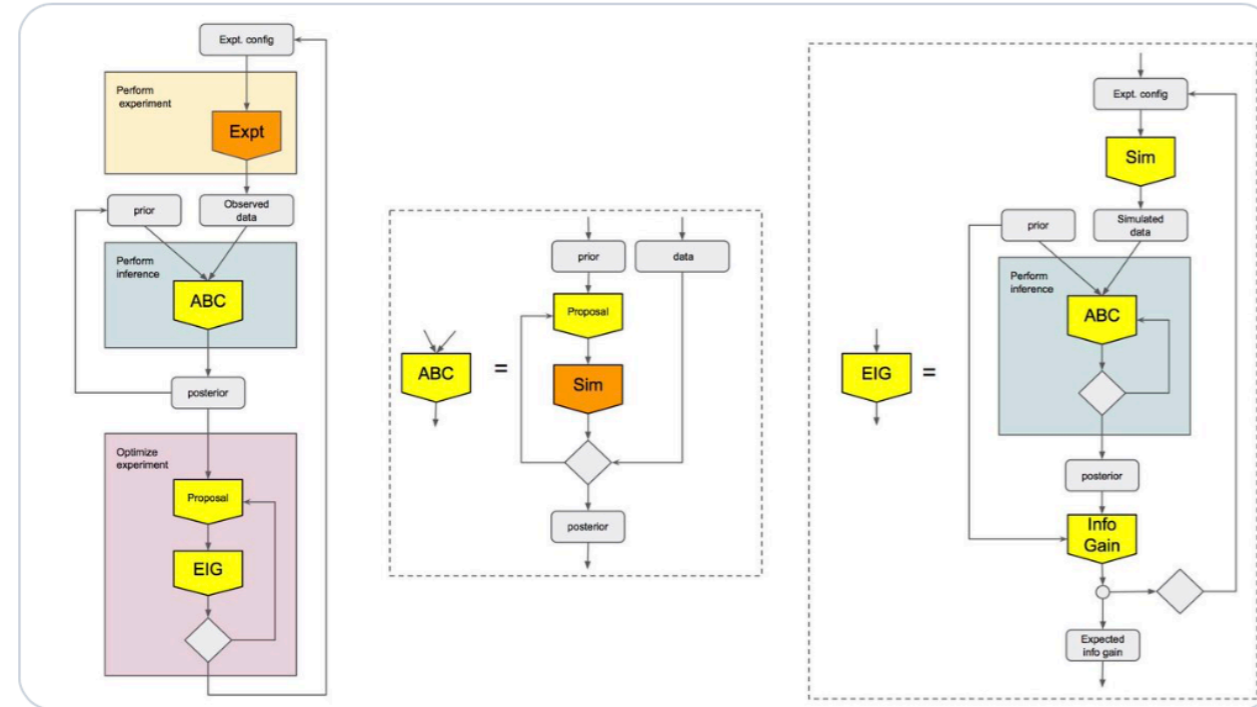 Expt. config
Perform
experiment
Expt
prior
Observed
data
Perform
inference
ABC
posterior
Optimize
experiment
Proposal
EIG
ABC
=
prior
data
Proposal
Sim
posterior
EIG
=
Expt. config
Sim
prior
Simulated
data
Perform
inference
ABC
posterior
Info
Gain
Expected
info gain